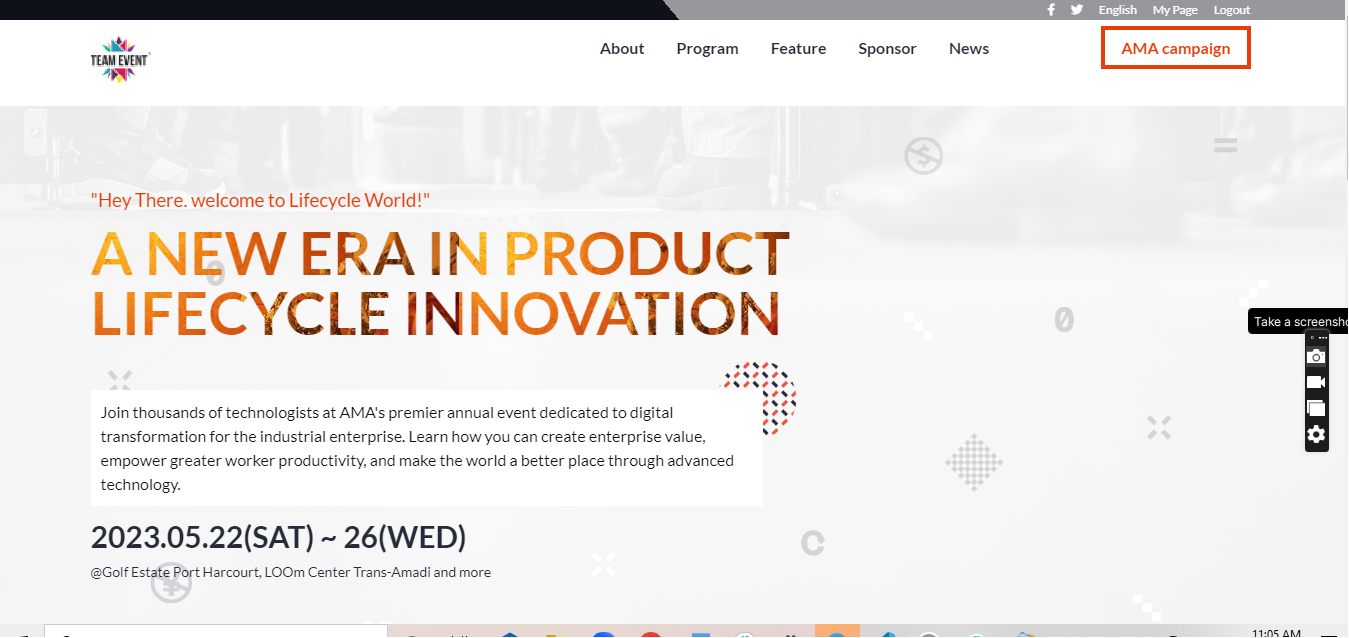 English My Page Logout
TEAM EVENT
About Program Feature Sponsor News
AMA campaign
"Hey There. welcome to Lifecycle World!"
A NEW ERA IN PRODUCT
LIFECYCLE INNOVATION
Take a screensho
Join thousands of technologists at AMA's premier annual event dedicated to digital
transformation for the industrial enterprise. Learn how you can create enterprise value,
empower greater worker productivity, and make the world a better place through advanced
technology.
2023.05.22(SAT) ~ 26(WED)
@Golf Estate Port Harcourt, LOOm Center Trans-Amadi and more
11:05 AM